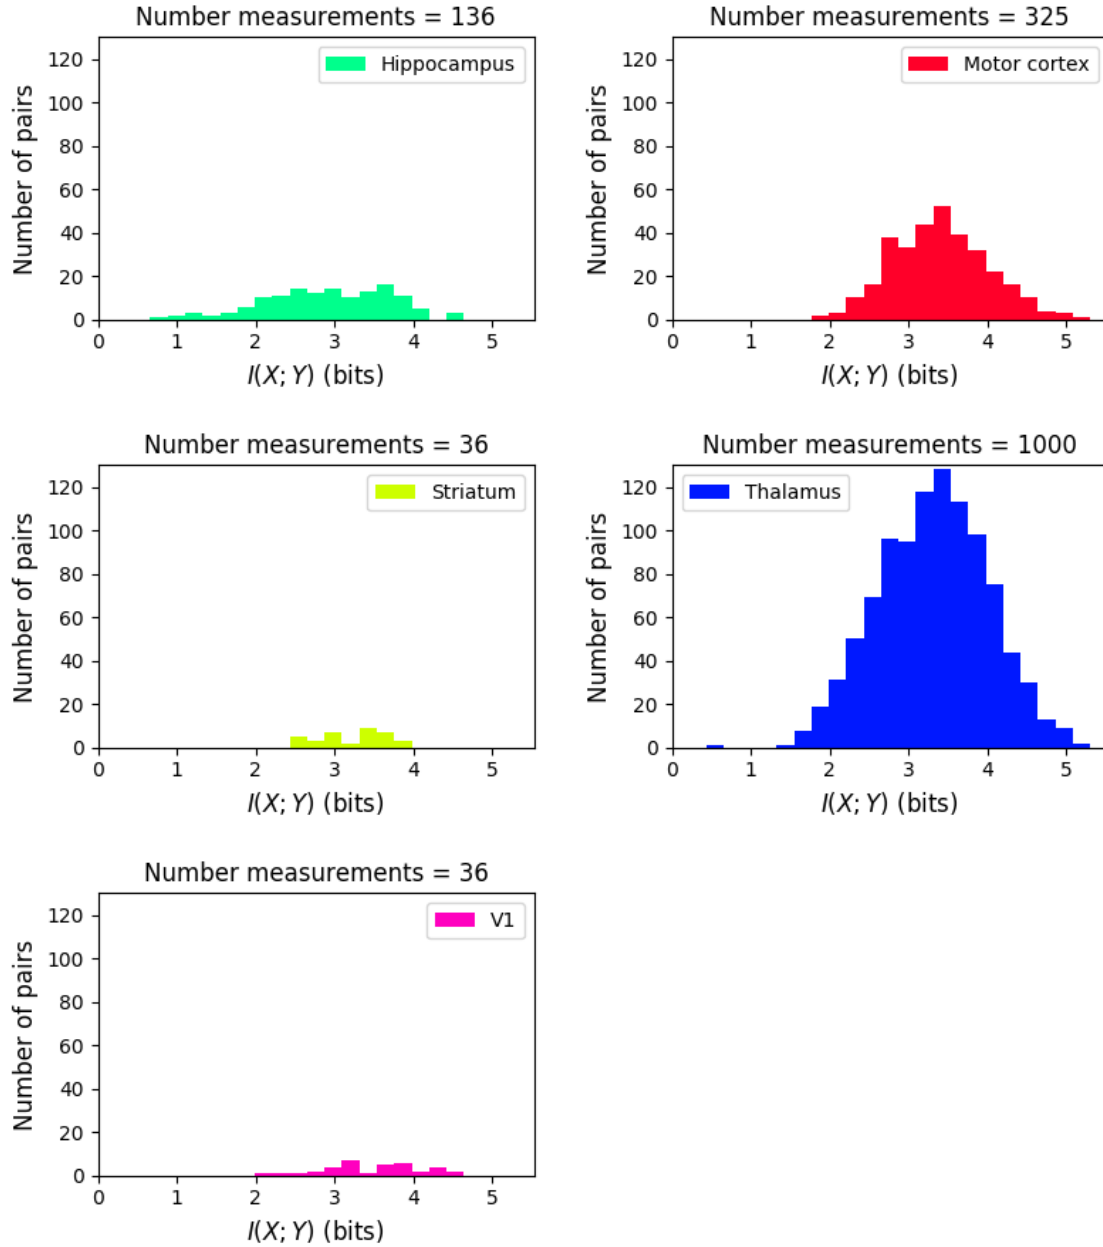 Number measurements = 136
Hippocampus
Number of pairs
120
100
80
60
40
20
0
0 1 2 3 4 5
I(X; Y) (bits)
Number measurements = 325
Motor cortex
Number of pairs
120
100
80
60
40
20
0
0 1 2 3 4 5
I(X; Y) (bits)
Number measurements = 36
Striatum
Number of pairs
120
100
80
60
40
20
0
0 1 2 3 4 5
I(X; Y) (bits)
Number measurements = 1000
Thalamus
Number of pairs
120
100
80
60
40
20
0
0 1 2 3 4 5
I(X; Y) (bits)
Number measurements = 36
V1
Number of pairs
120
100
80
60
40
20
0
0 1 2 3 4 5
I(X; Y) (bits)